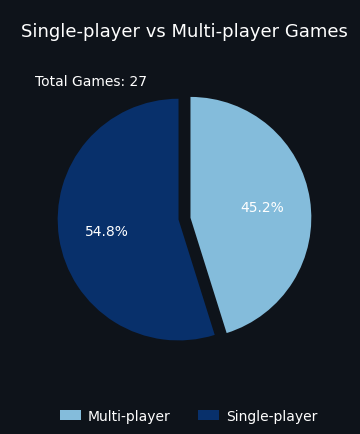 Single-player vs Multi-player Games
Total Games: 27
45.2%
54.8%
Multi-player
Single-player